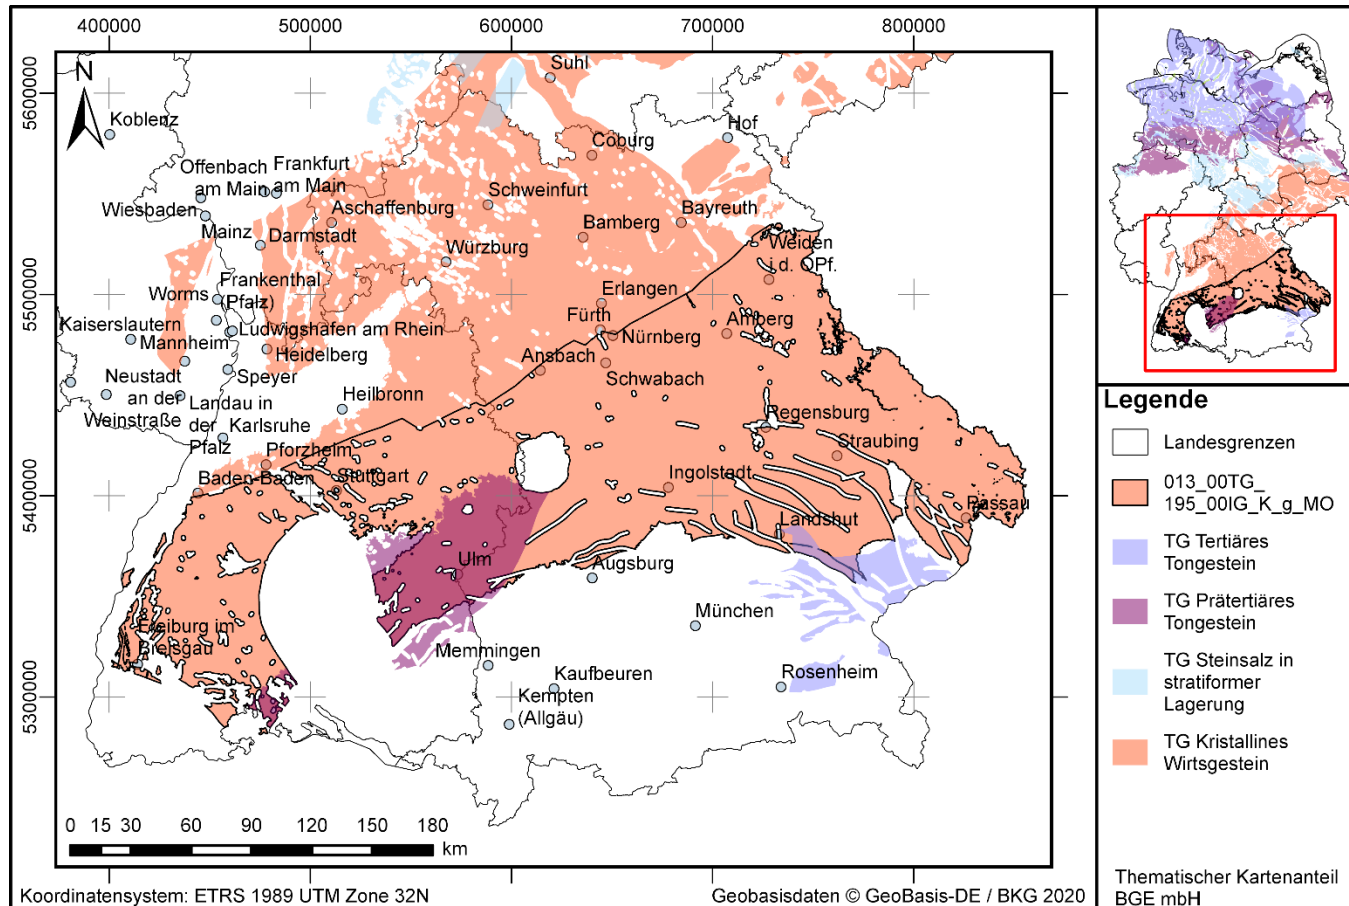 400000
500000
600000
700000
800000
5600000
5500000
5400000
5300000
N
Suhl
Koblenz
Hof
Coburg
Offenbach
am Main
Frankfurt
am Main
Schweinfurt
Wiesbaden
Aschaffenburg
Bamberg
Bayreuth
Mainz
Darmstadt
Würzburg
Weiden
i.d. OPf.
Frankenthal
(Pfalz)
Worms
Erlangen
Fürth
Kaiserslautern
Ludwigshafen am Rhein
Mannheim
Nürnberg
Amberg
Heidelberg
Ansbach
Speyer
Schwabach
Neustadt
an der
Weinstraße
Heilbronn
Landau in
der
Pfalz
Karlsruhe
Regensburg
Pforzheim
Straubing
Baden-Baden
Stuttgart
Ingolstadt
Passau
Landshut
Ulm
Augsburg
München
Freiburg im
Breisgau
Memmingen
Kaufbeuren
Rosenheim
Kempten
(Allgäu)
0 15 30 60 90 120 150 180
km
Koordinatensystem: ETRS 1989 UTM Zone 32N
Geobasisdaten © GeoBasis-DE / BKG 2020
Legende
Landesgrenzen
013_00TG_
195_00IG_K_g_MO
TG Tertiäres
Tongestein
TG Prätertiäres
Tongestein
TG Steinsalz in
stratiformer
Lagerung
TG Kristallines
Wirtsgestein
Thematischer Kartenanteil
BGE mbH